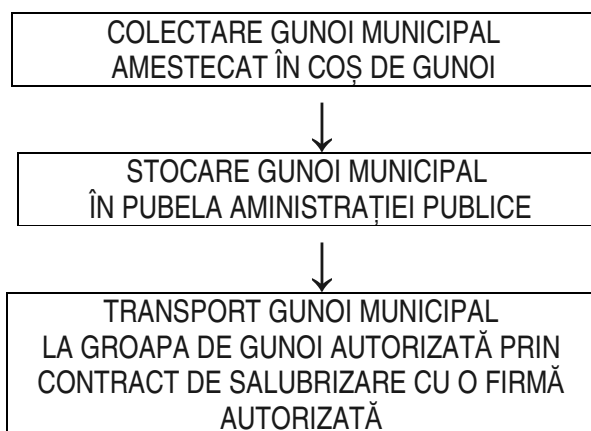 COLECTARE GUNOI MUNICIPAL
AMESTECAT ÎN COȘ DE GUNOI
STOCARE GUNOI MUNICIPAL
ÎN PUBELA AMINISTRAȚIEI PUBLICE
TRANSPORT GUNOI MUNICIPAL
LA GROAPA DE GUNOI AUTORIZATĂ PRIN
CONTRACT DE SALUBRIZARE CU O FIRMĂ
AUTORIZATĂ